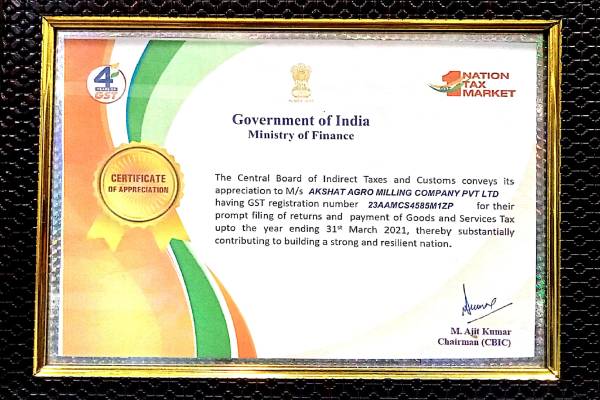 4
YEARS OF
GST
1 NATION
TAX
MARKET
Government of India
Ministry of Finance
CERTIFICATE
OF APPRECIATION
The Central Board of Indirect Taxes and Customs conveys its
appreciation to M/s AKSHAT AGRO MILLING COMPANY PVT LTD
having GST registration number 23AAMCS4585M1ZP for their
prompt filing of returns and payment of Goods and Services Tax
upto the year ending 31st March 2021, thereby substantially
contributing to building a strong and resilient nation.
M. Ajit Kumar
Chairman (CBIC)